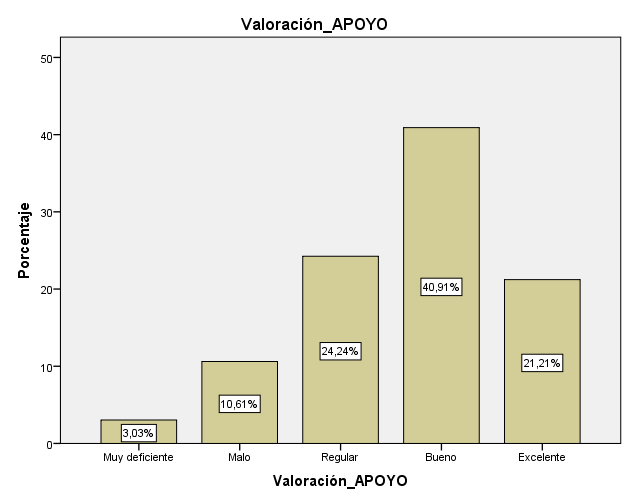 Valoración_APOYO
50
40
30
20
10
0
Porcentaje
3,03%
10,61%
24,24%
40,91%
21,21%
Muy deficiente
Malo
Regular
Bueno
Excelente
Valoración_APOYO